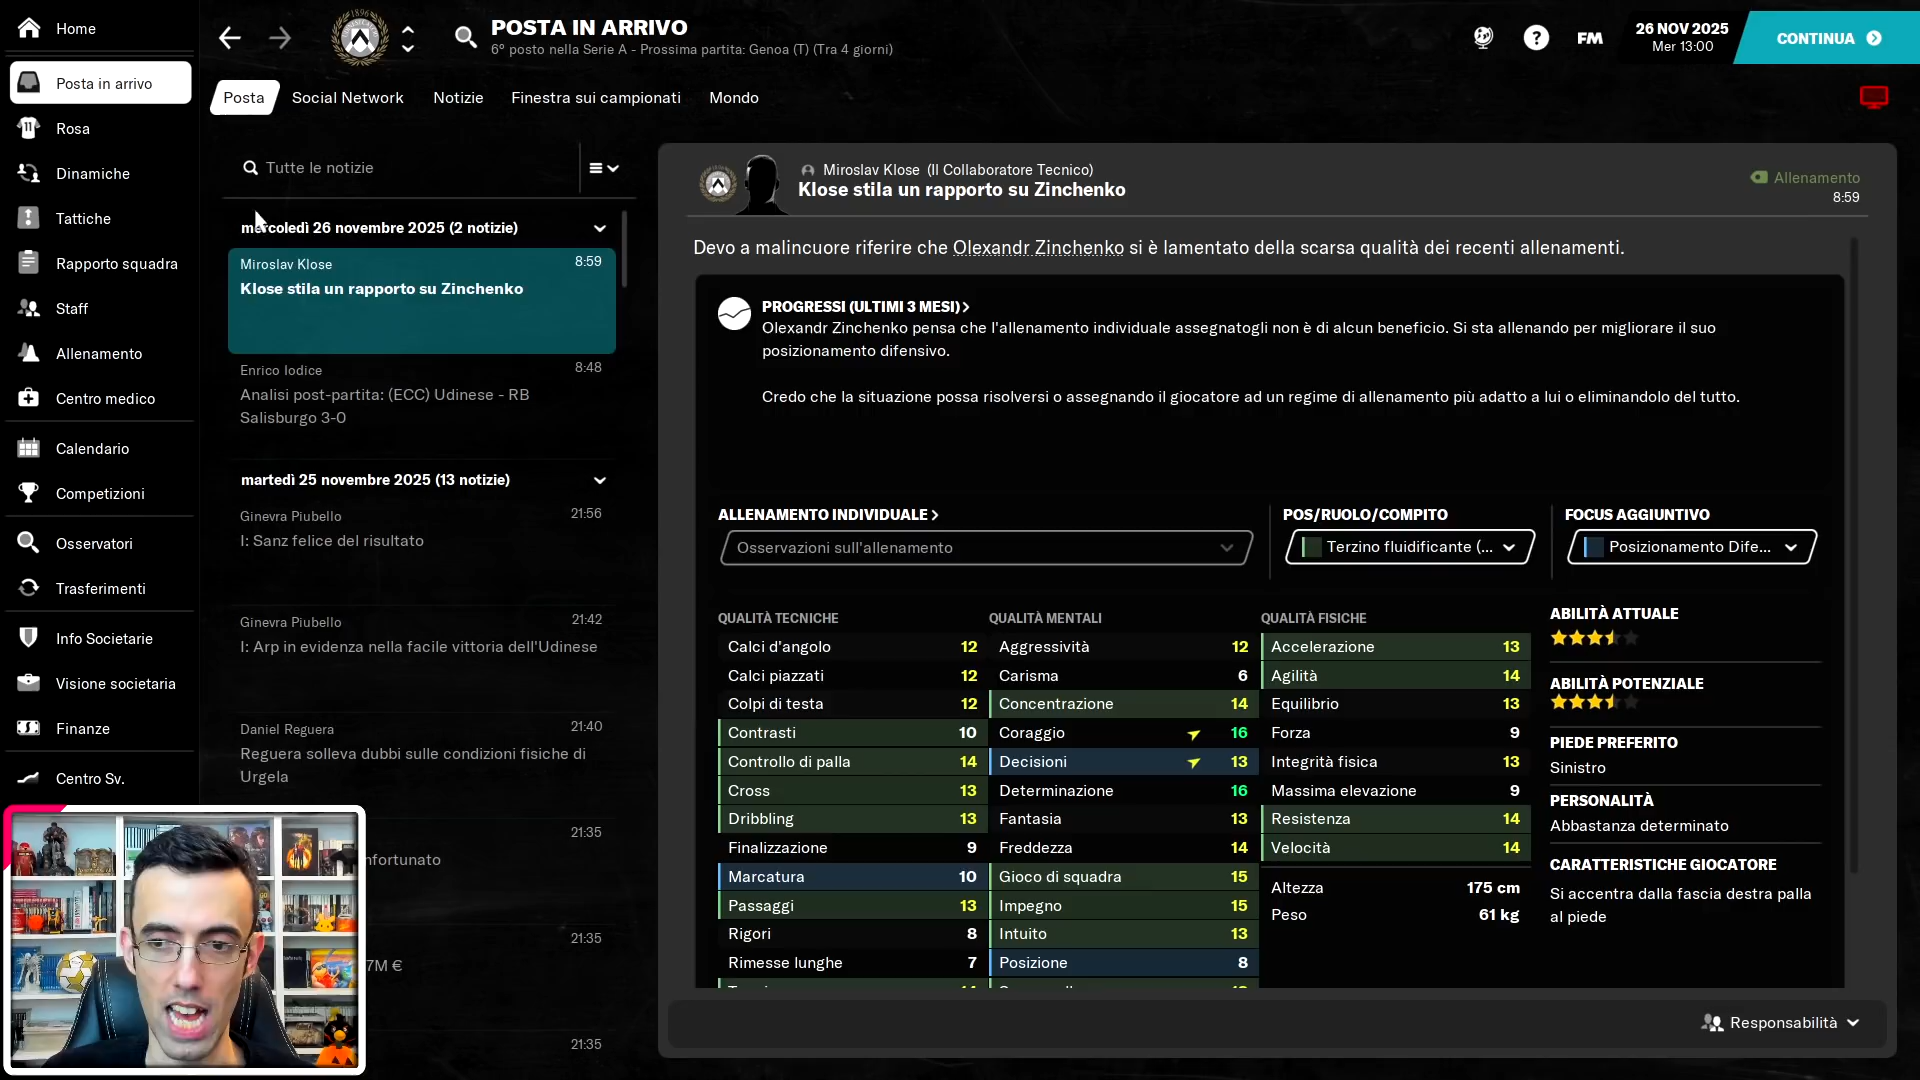 Home
Posta in arrivo
Rosa
Dinamiche
Tattiche
Rapporto squadra
Staff
Allenamento
Centro medico
Calendario
Competizioni
Osservatori
Trasferimenti
Info Societarie
Visione societaria
Finanze
Centro Sv.
POSTA IN ARRIVO
6° posto nella Serie A - Prossima partita: Genoa (T) (Tra 4 giorni)
FM
26 NOV 2025
Mer 13:00
CONTINUA
Posta
Social Network
Notizie
Finestra sui campionati
Mondo
Tutte le notizie
mercoledì 26 novembre 2025 (2 notizie)
Miroslav Klose
8:59
Klose stila un rapporto su Zinchenko
Enrico Iodice
8:48
Analisi post-partita: (ECC) Udinese - RB
Salisburgo 3-0
martedì 25 novembre 2025 (13 notizie)
Ginevra Piubello
21:56
I: Sanz felice del risultato
Ginevra Piubello
21:42
I: Arp in evidenza nella facile vittoria dell'Udinese
Daniel Reguera
21:40
Reguera solleva dubbi sulle condizioni fisiche di
Urgela
21:35
nfortunato
21:35
7M €
21:35
Miroslav Klose (Il Collaboratore Tecnico)
Klose stila un rapporto su Zinchenko
Allenamento
8:59
Devo a malincuore riferire che Olexandr Zinchenko si è lamentato della scarsa qualità dei recenti allenamenti.
PROGRESSI (ULTIMI 3 MESI)
Olexandr Zinchenko pensa che l'allenamento individuale assegnatogli non è di alcun beneficio. Si sta allenando per migliorare il suo
posizionamento difensivo.
Credo che la situazione possa risolversi o assegnando il giocatore ad un regime di allenamento più adatto a lui o eliminandolo del tutto.
ALLENAMENTO INDIVIDUALE
Osservazioni sull'allenamento
POS/RUOLO/COMPITO
Terzino fluidificante (...
FOCUS AGGIUNTIVO
Posizionamento Dife...
QUALITÀ TECNICHE
Calci d'angolo 12
Calci piazzati 12
Colpi di testa 12
Contrasti 10
Controllo di palla 14
Cross 13
Dribbling 13
Finalizzazione 9
Marcatura 10
Passaggi 13
Rigori 8
Rimesse lunghe 7
QUALITÀ MENTALI
Aggressività 12
Carisma 6
Concentrazione 14
Coraggio 16
Decisioni 13
Determinazione 16
Fantasia 13
Freddezza 14
Gioco di squadra 15
Impegno 15
Intuito 13
Posizione 8
QUALITÀ FISICHE
Accelerazione 13
Agilità 14
Equilibrio 13
Forza 9
Integrità fisica 13
Massima elevazione 9
Resistenza 14
Velocità 14
Altezza 175 cm
Peso 61 kg
ABILITÀ ATTUALE
ABILITÀ POTENZIALE
PIEDE PREFERITO
Sinistro
PERSONALITÀ
Abbastanza determinato
CARATTERISTICHE GIOCATORE
Si accentra dalla fascia destra palla
al piede
Responsabilità